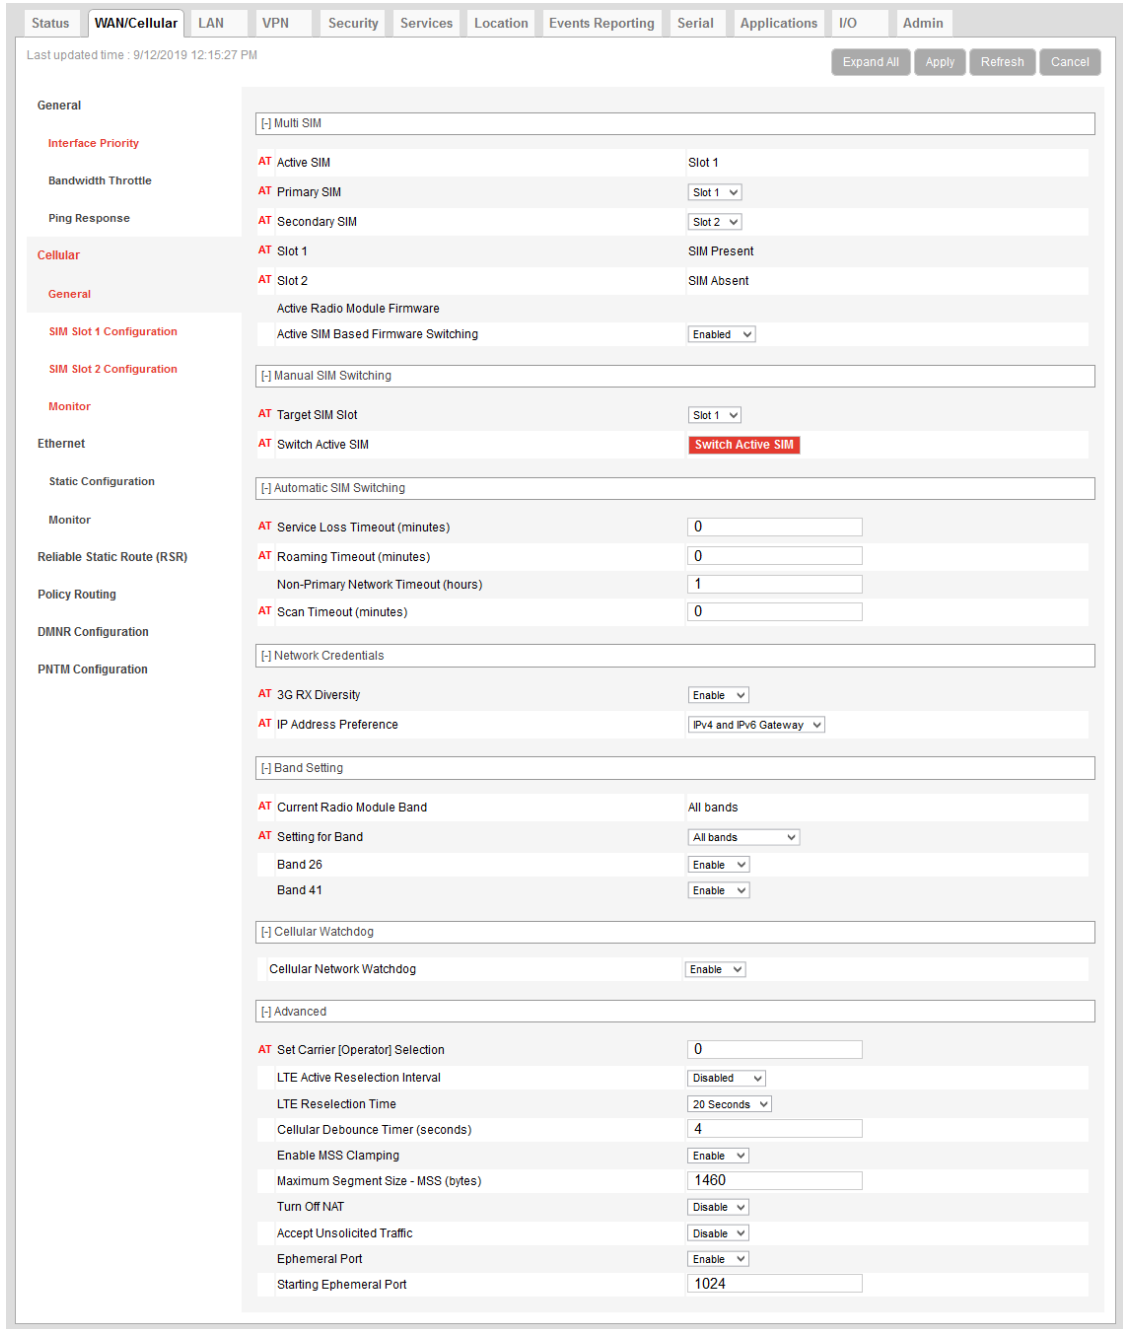 Status WAN/Cellular LAN VPN Security Services Location Events Reporting Serial Applications I/O Admin
Last updated time : 9/12/2019 12:15:27 PM
Expand All Apply Refresh Cancel
General
Interface Priority
Bandwidth Throttle
Ping Response
Cellular
General
SIM Slot 1 Configuration
SIM Slot 2 Configuration
Monitor
Ethernet
Static Configuration
Monitor
Reliable Static Route (RSR)
Policy Routing
DMNR Configuration
PNTM Configuration
[-] Multi SIM
AT Active SIM Slot 1
AT Primary SIM Slot 1
AT Secondary SIM Slot 2
AT Slot 1 SIM Present
AT Slot 2 SIM Absent
Active Radio Module Firmware
Active SIM Based Firmware Switching Enabled
[-] Manual SIM Switching
AT Target SIM Slot Slot 1
AT Switch Active SIM Switch Active SIM
[-] Automatic SIM Switching
AT Service Loss Timeout (minutes) 0
AT Roaming Timeout (minutes) 0
Non-Primary Network Timeout (hours) 1
AT Scan Timeout (minutes) 0
[-] Network Credentials
AT 3G RX Diversity Enable
AT IP Address Preference IPv4 and IPv6 Gateway
[-] Band Setting
AT Current Radio Module Band All bands
AT Setting for Band All bands
Band 26 Enable
Band 41 Enable
[-] Cellular Watchdog
Cellular Network Watchdog Enable
[-] Advanced
AT Set Carrier [Operator] Selection 0
LTE Active Reselection Interval Disabled
LTE Reselection Time 20 Seconds
Cellular Debounce Timer (seconds) 4
Enable MSS Clamping Enable
Maximum Segment Size - MSS (bytes) 1460
Turn Off NAT Disable
Accept Unsolicited Traffic Disable
Ephemeral Port Enable
Starting Ephemeral Port 1024